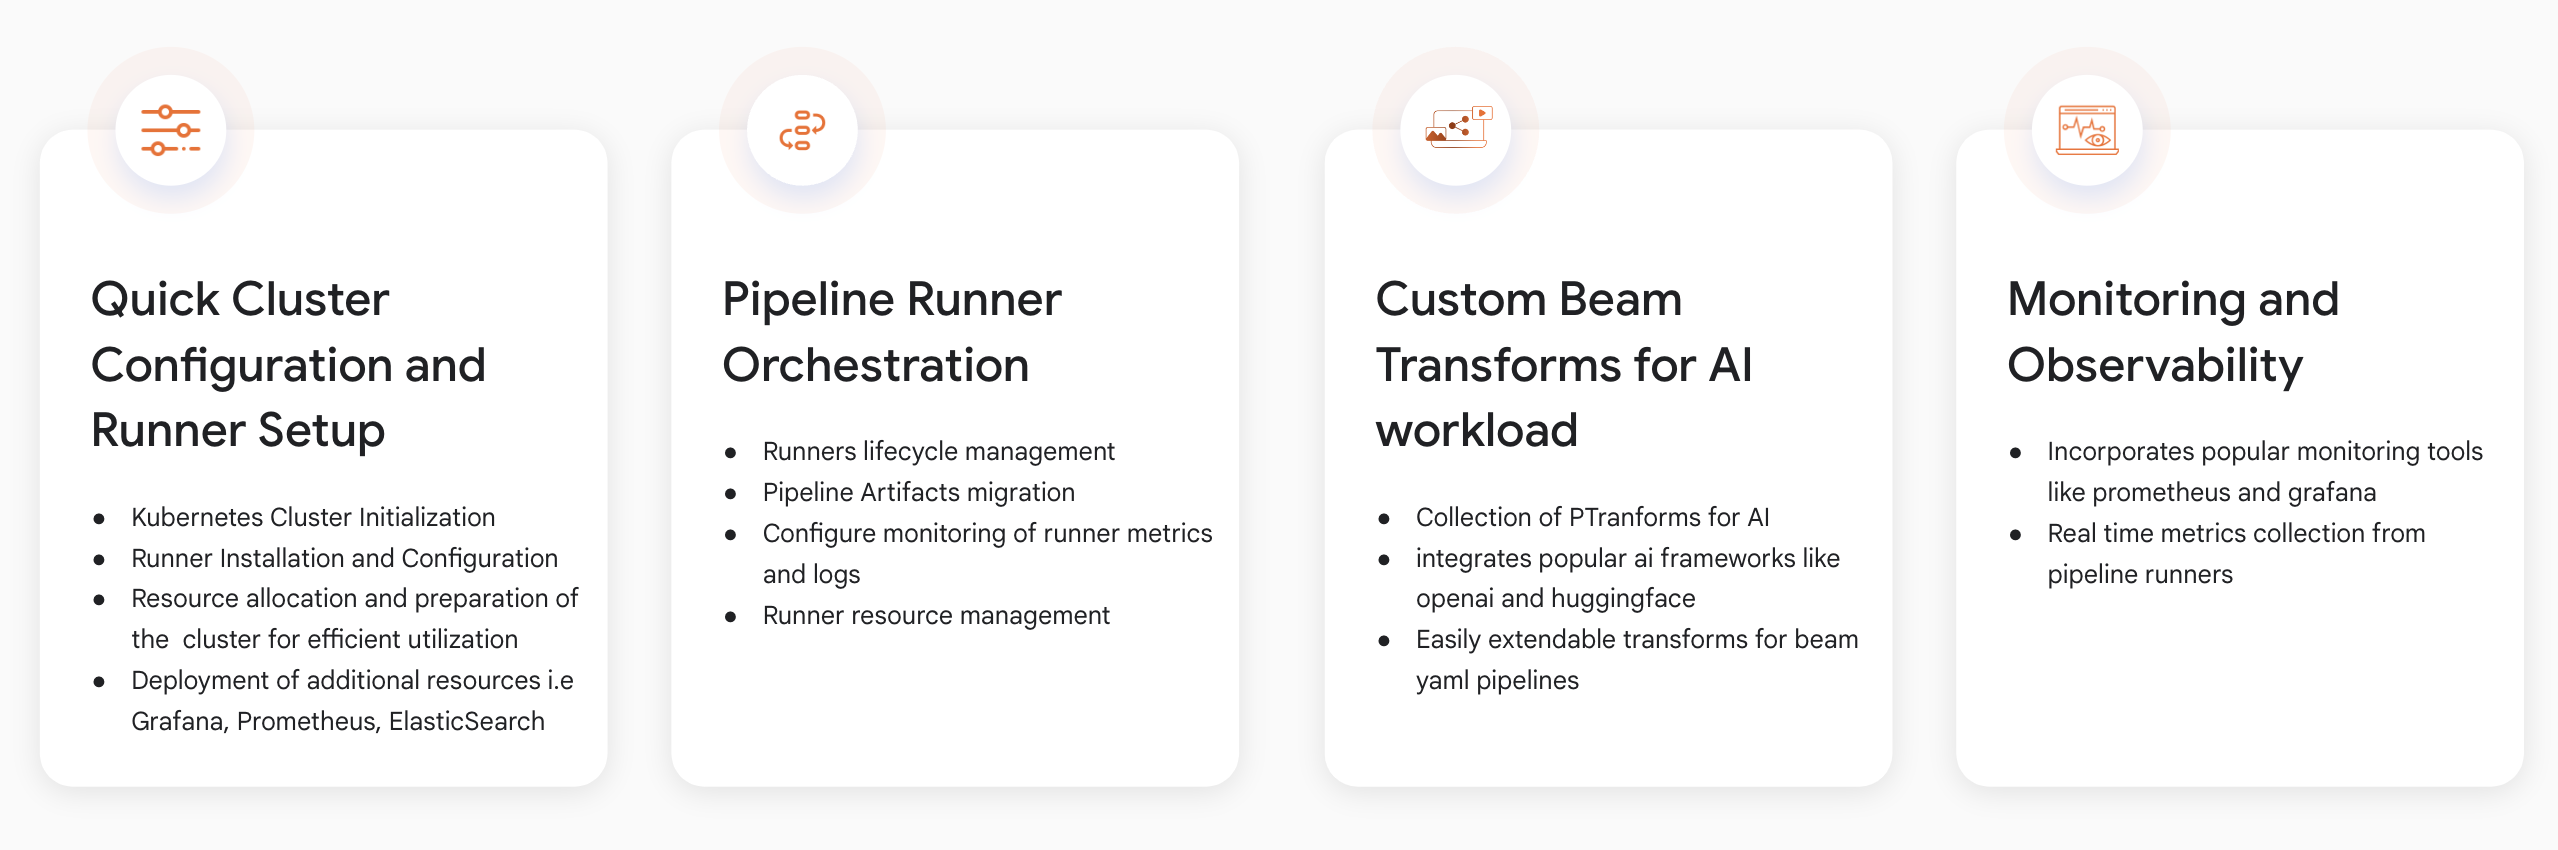 Quick Cluster
Configuration and
Runner Setup
● Kubernetes Cluster Initialization
● Runner Installation and Configuration
● Resource allocation and preparation of
the  cluster for efficient utilization
● Deployment of additional resources i.e
Grafana, Prometheus, ElasticSearch
Pipeline Runner
Orchestration
● Runners lifecycle management
● Pipeline Artifacts migration
● Configure monitoring of runner metrics
and logs
● Runner resource management
Custom Beam
Transforms for AI
workload
● Collection of PTranforms for AI
● integrates popular ai frameworks like
openai and huggingface
● Easily extendable transforms for beam
yaml pipelines
Monitoring and
Observability
● Incorporates popular monitoring tools
like prometheus and grafana
● Real time metrics collection from
pipeline runners